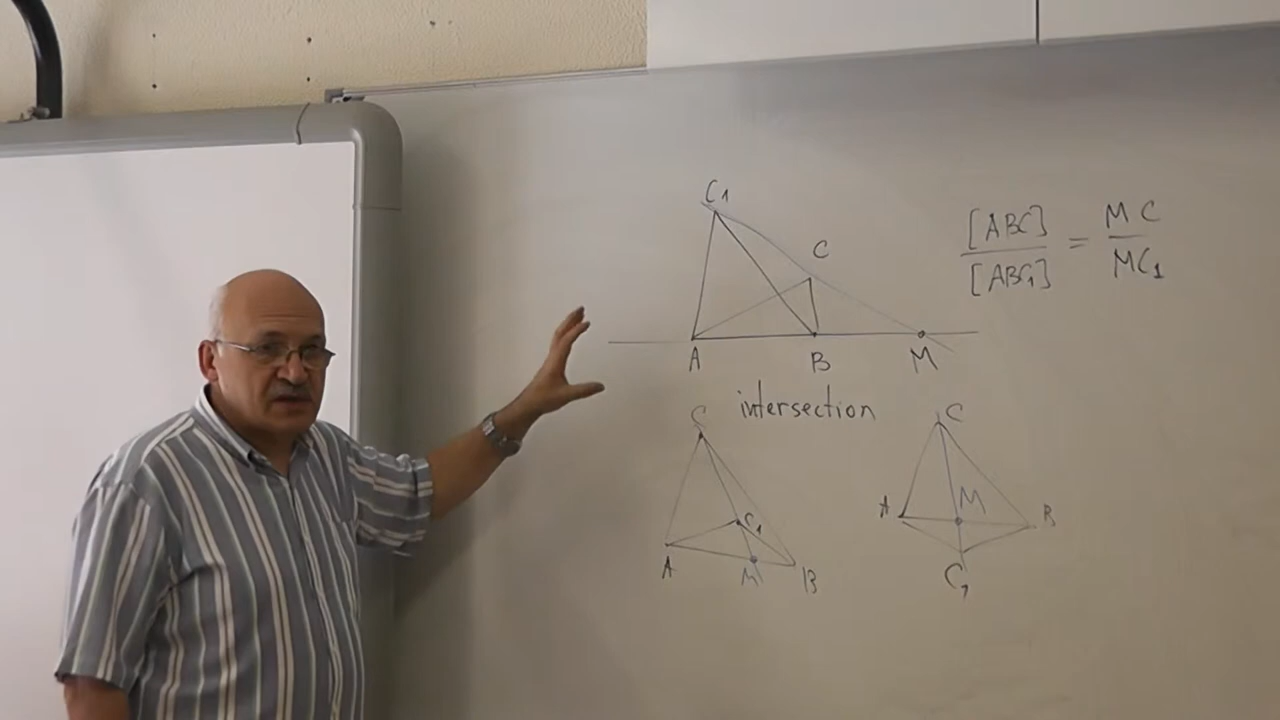 C1
C
[ABC] / [ABC1] = MC / MC1
A B M
intersection
C
C1
A M B
C
A M B
C1